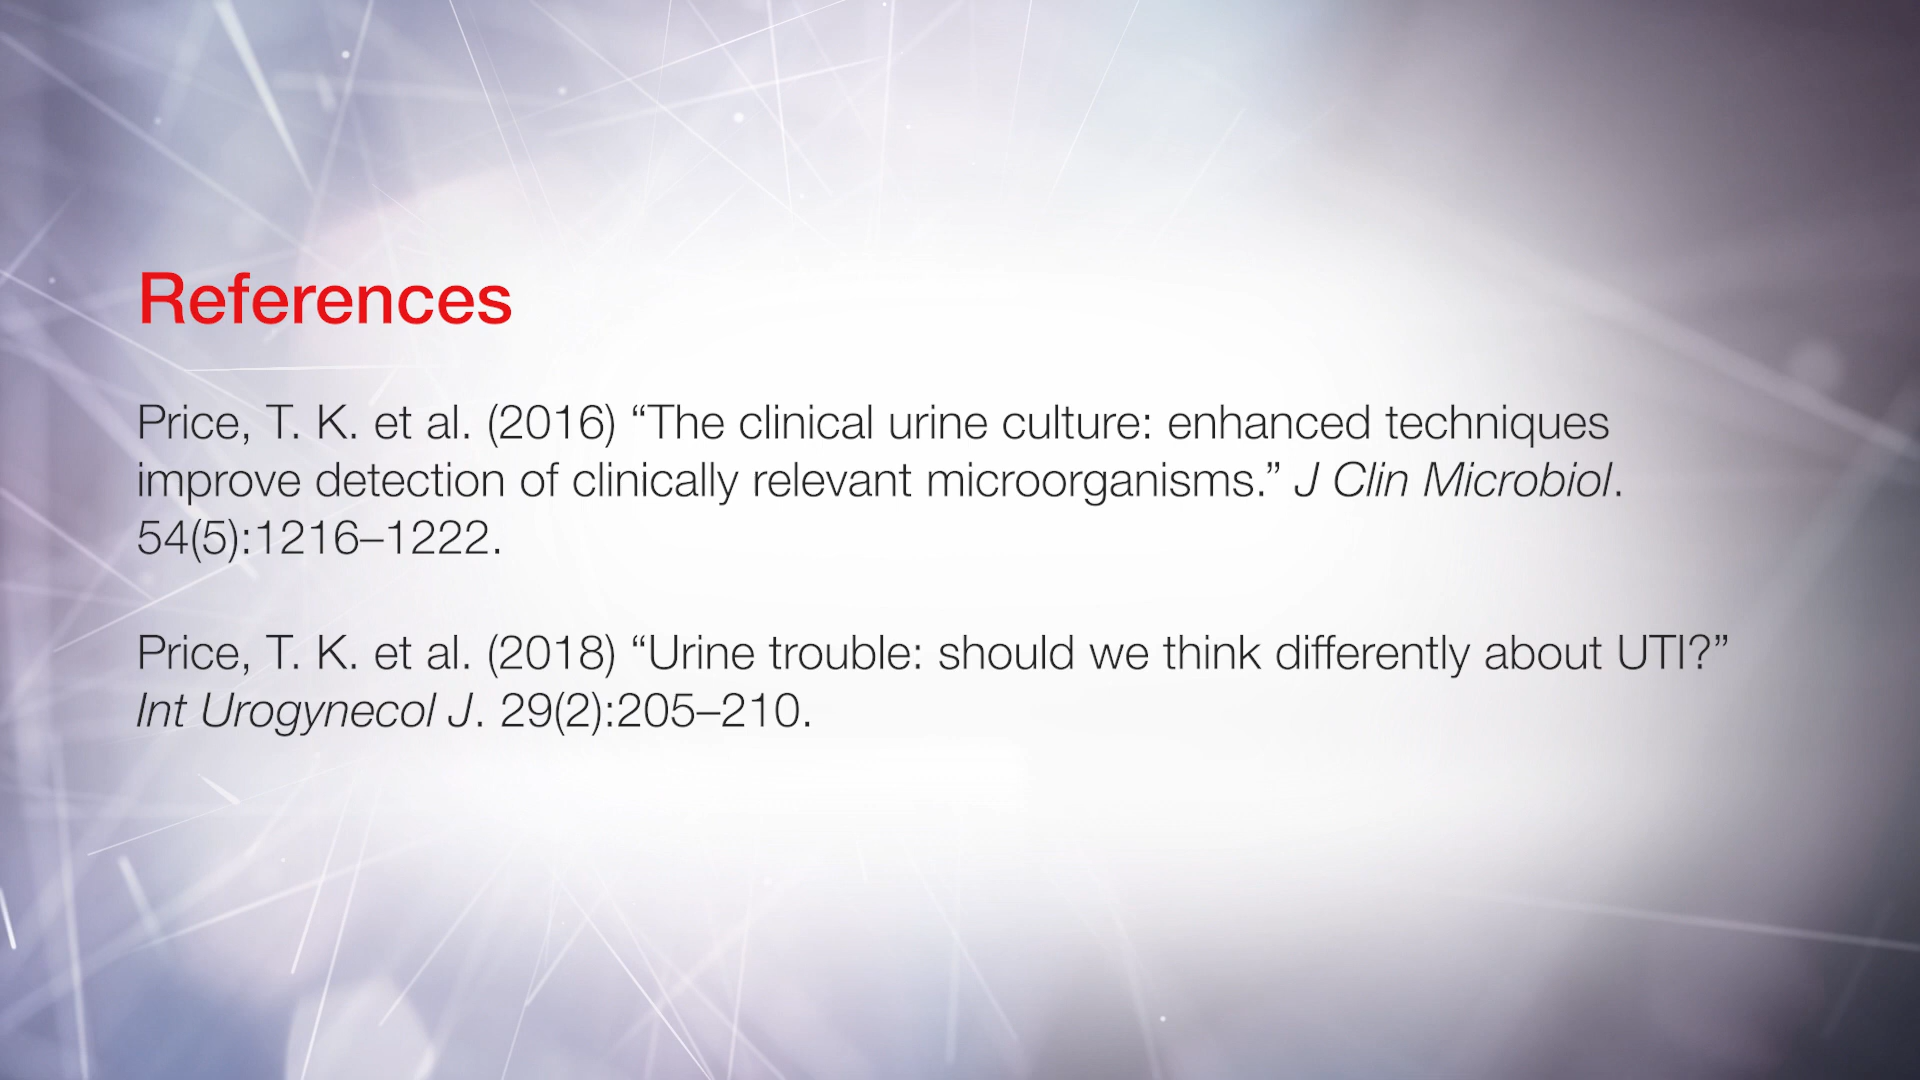 References
Price, T. K. et al. (2016) “The clinical urine culture: enhanced techniques
improve detection of clinically relevant microorganisms.” J Clin Microbiol.
54(5):1216–1222.
Price, T. K. et al. (2018) “Urine trouble: should we think differently about UTI?”
Int Urogynecol J. 29(2):205–210.